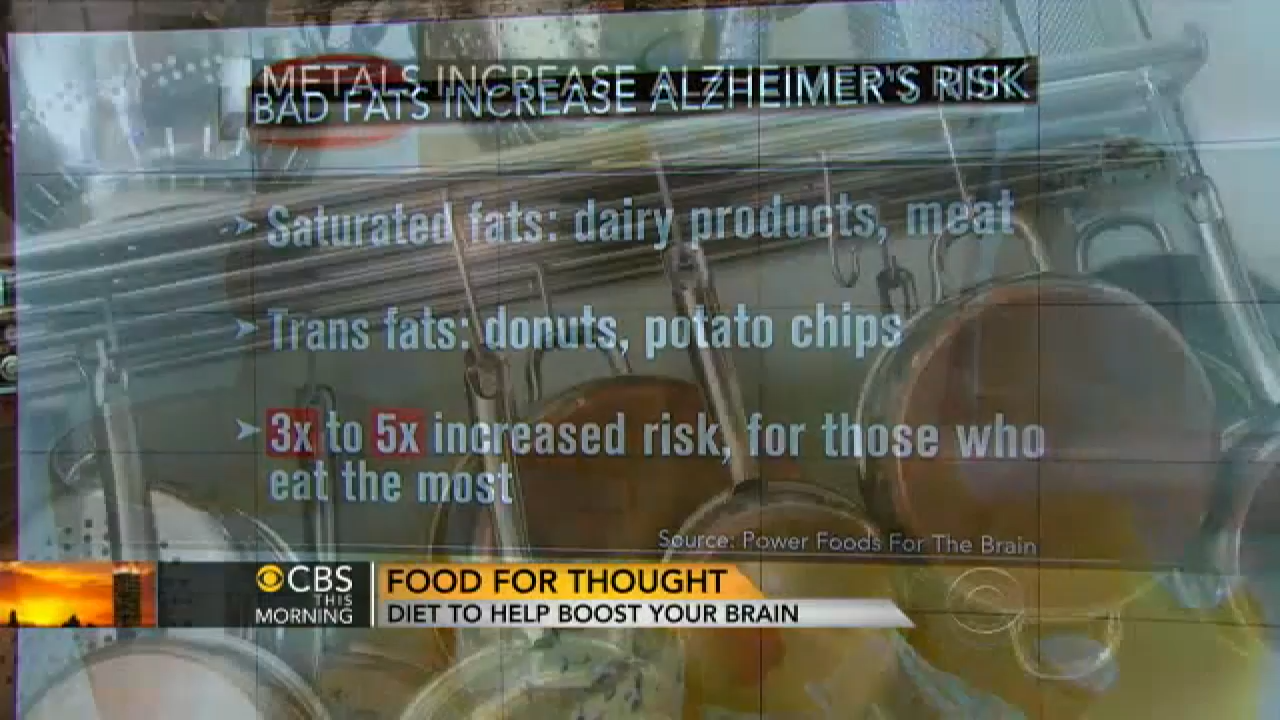 METALS INCREASE ALZHEIMER'S RISK
BAD FATS INCREASE ALZHEIMER'S RISK
Saturated fats: dairy products, meat
Trans fats: donuts, potato chips
3x to 5x increased risk, for those who
eat the most
Source: Power Foods For The Brain
CBS
THIS
MORNING
FOOD FOR THOUGHT
DIET TO HELP BOOST YOUR BRAIN